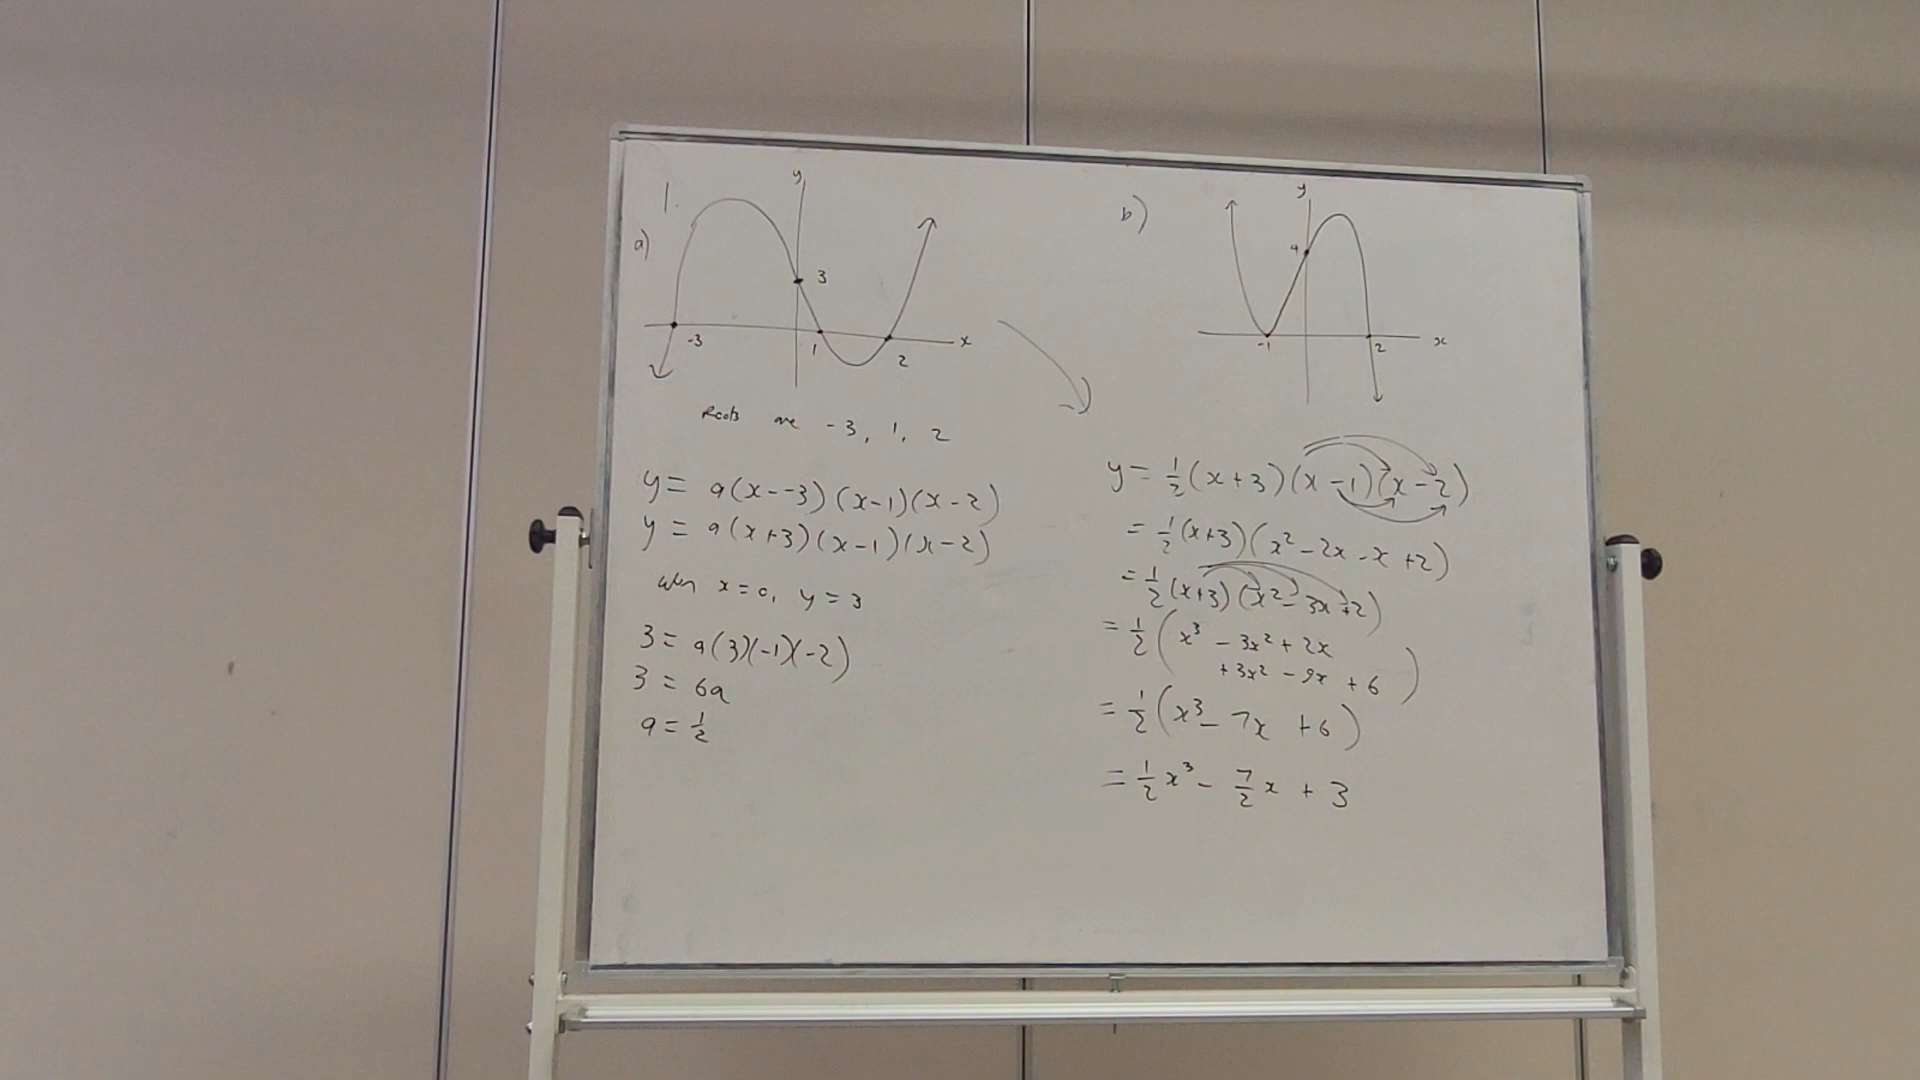 1.
a)
y
3
-3
1
2
x
Roots are -3, 1, 2
y = a(x--3)(x-1)(x-2)
y = a(x+3)(x-1)(x-2)
when x=0, y=3
3 = a(3)(-1)(-2)
3 = 6a
a = 1/2
b)
y
4
-1
2
x
y = 1/2(x+3)(x-1)(x-2)
= 1/2(x+3)(x²-2x-x+2)
= 1/2(x+3)(x²-3x+2)
= 1/2(x³-3x²+2x
+3x²-9x+6)
= 1/2(x³-7x+6)
= 1/2x³-7/2x+3